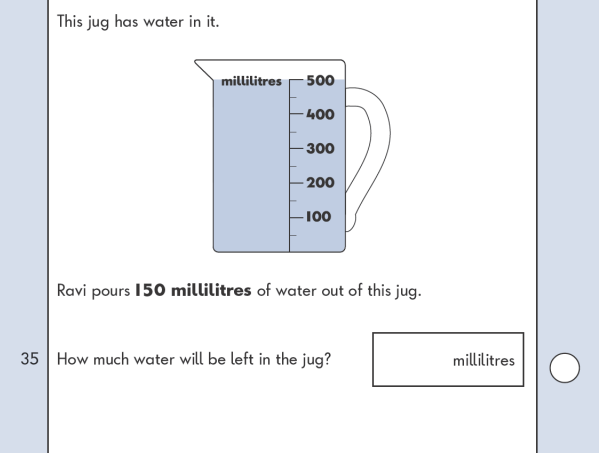 This jug has water in it.
millilitres 500
400
300
200
100
Ravi pours 150 millilitres of water out of this jug.
35 How much water will be left in the jug? millilitres